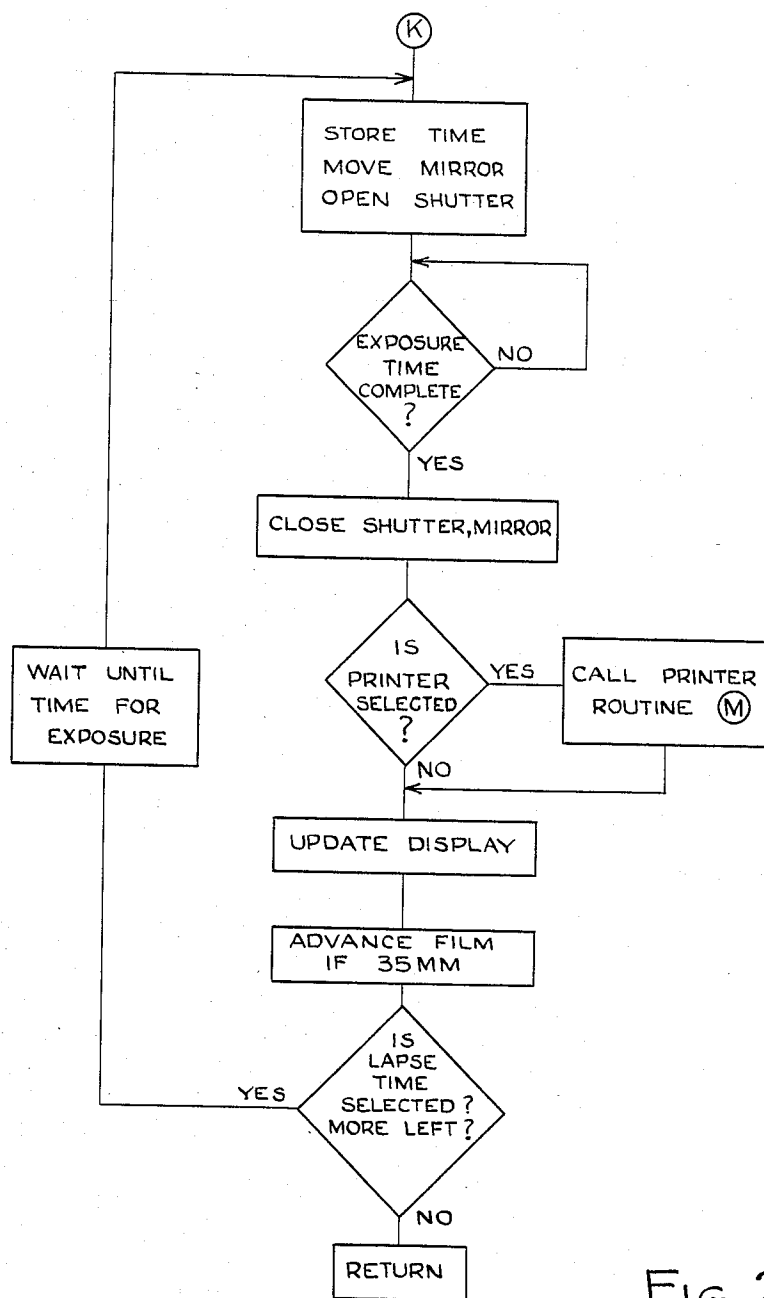 K
STORE TIME
MOVE MIRROR
OPEN SHUTTER
EXPOSURE
TIME
COMPLETE
?
NO
YES
CLOSE SHUTTER, MIRROR
IS
PRINTER
SELECTED
?
YES
CALL PRINTER
ROUTINE M
NO
WAIT UNTIL
TIME FOR
EXPOSURE
UPDATE DISPLAY
ADVANCE FILM
IF 35MM
IS
LAPSE
TIME
SELECTED?
MORE LEFT?
YES
NO
RETURN
FIG.